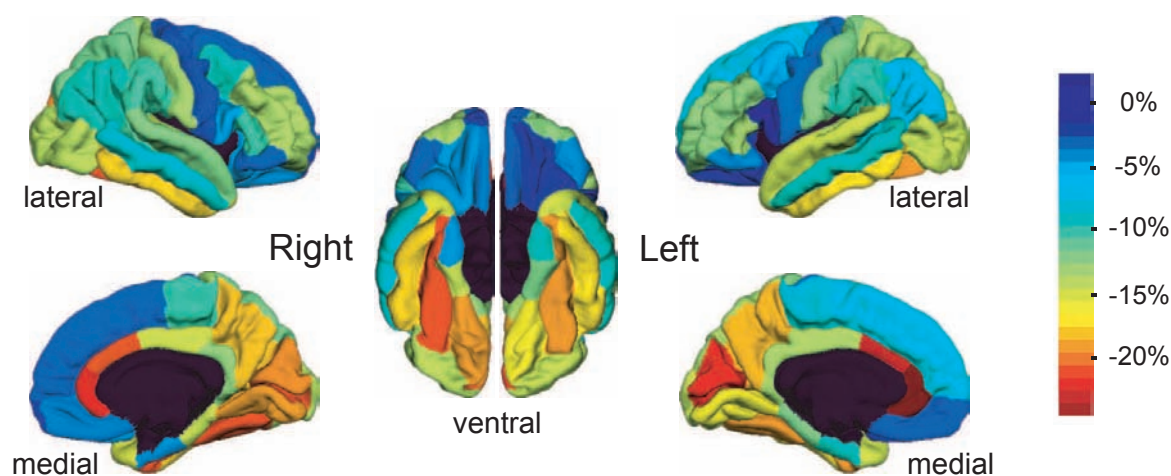 lateral
lateral
Right
Left
medial
ventral
medial
0%
-5%
-10%
-15%
-20%